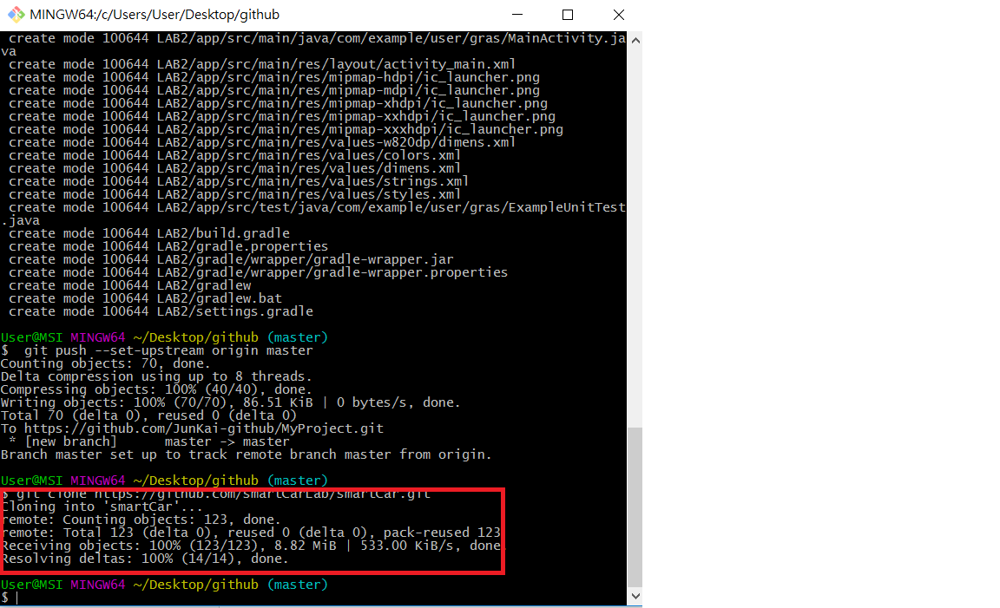 MINGW64:/c/Users/User/Desktop/github
create mode 100644 LAB2/app/src/main/java/com/example/user/gras/MainActivity.ja
va
create mode 100644 LAB2/app/src/main/res/layout/activity_main.xml
create mode 100644 LAB2/app/src/main/res/mipmap-hdpi/ic_launcher.png
create mode 100644 LAB2/app/src/main/res/mipmap-mdpi/ic_launcher.png
create mode 100644 LAB2/app/src/main/res/mipmap-xhdpi/ic_launcher.png
create mode 100644 LAB2/app/src/main/res/mipmap-xxhdpi/ic_launcher.png
create mode 100644 LAB2/app/src/main/res/mipmap-xxxhdpi/ic_launcher.png
create mode 100644 LAB2/app/src/main/res/values-w820dp/dimens.xml
create mode 100644 LAB2/app/src/main/res/values/colors.xml
create mode 100644 LAB2/app/src/main/res/values/dimens.xml
create mode 100644 LAB2/app/src/main/res/values/strings.xml
create mode 100644 LAB2/app/src/main/res/values/styles.xml
create mode 100644 LAB2/app/src/test/java/com/example/user/gras/ExampleUnitTest
.java
create mode 100644 LAB2/build.gradle
create mode 100644 LAB2/gradle.properties
create mode 100644 LAB2/gradle/wrapper/gradle-wrapper.jar
create mode 100644 LAB2/gradle/wrapper/gradle-wrapper.properties
create mode 100644 LAB2/gradlew
create mode 100644 LAB2/gradlew.bat
create mode 100644 LAB2/settings.gradle
User@MSI MINGW64 ~/Desktop/github (master)
$  git push --set-upstream origin master
Counting objects: 70, done.
Delta compression using up to 8 threads.
Compressing objects: 100% (40/40), done.
Writing objects: 100% (70/70), 86.51 KiB | 0 bytes/s, done.
Total 70 (delta 0), reused 0 (delta 0)
To https://github.com/JunKai-github/MyProject.git
 * [new branch]      master -> master
Branch master set up to track remote branch master from origin.
User@MSI MINGW64 ~/Desktop/github (master)
$ git clone https://github.com/smartCarLab/smartCar.git
Cloning into 'smartCar'...
remote: Counting objects: 123, done.
remote: Total 123 (delta 0), reused 0 (delta 0), pack-reused 123
Receiving objects: 100% (123/123), 8.82 MiB | 533.00 KiB/s, done.
Resolving deltas: 100% (14/14), done.
User@MSI MINGW64 ~/Desktop/github (master)
$